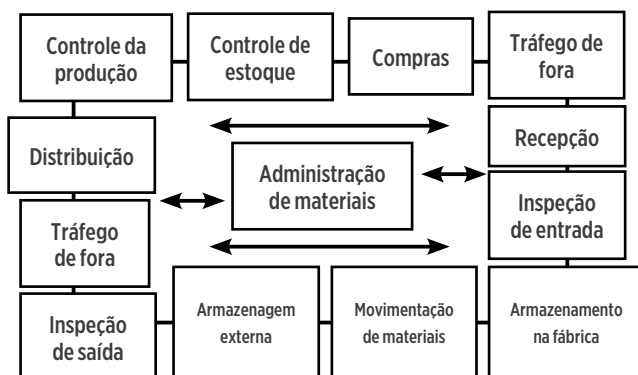 Controle da
produção
Controle de
estoque
Compras
Tráfego de
fora
Distribuição
Administração
de materiais
Recepção
Tráfego
de fora
Inspeção
de entrada
Inspeção
de saída
Armazenagem
externa
Movimentação
de materiais
Armazenamento
na fábrica